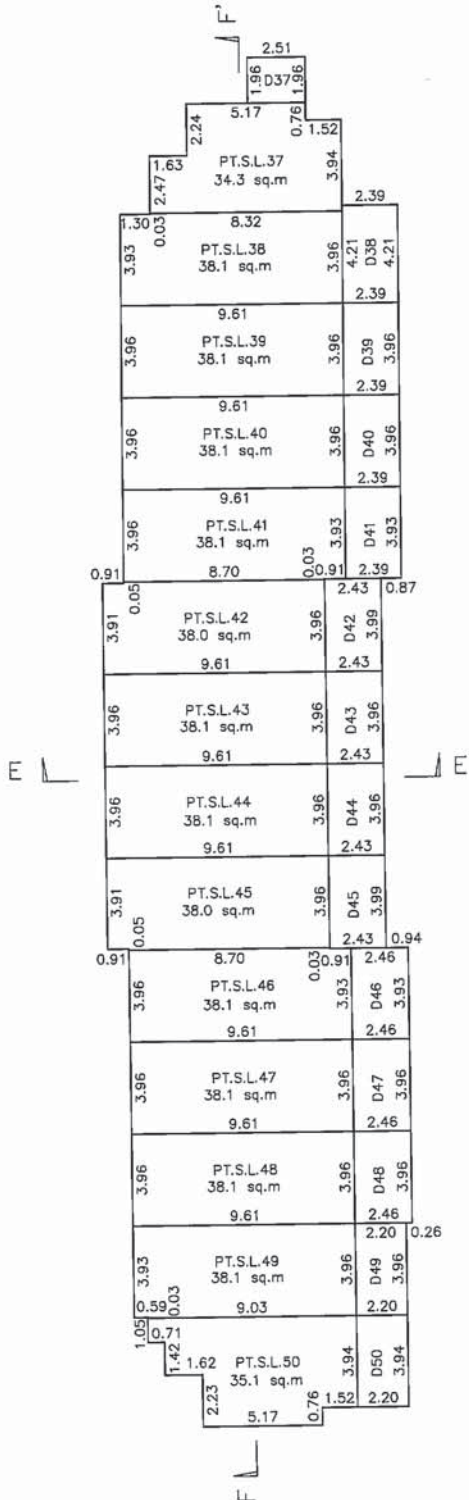 F'
2.51
1.96 D37 1.96
5.17
2.24 0.76 1.52
1.63 PT.S.L.37 3.94
2.47 34.3 sq.m
2.39
1.30 0.03 8.32
3.93 PT.S.L.38 3.96 4.21 D38 4.21
38.1 sq.m
2.39
9.61
3.96 PT.S.L.39 3.96 D39 3.96
38.1 sq.m
2.39
9.61
3.96 PT.S.L.40 3.96 D40 3.96
38.1 sq.m
2.39
9.61
3.96 PT.S.L.41 3.93 D41 3.93
38.1 sq.m
0.91 0.05 8.70 0.03 0.91 2.39
2.43 0.87
3.91 PT.S.L.42 3.96 D42 3.99
38.0 sq.m
9.61 2.43
3.96 PT.S.L.43 3.96 D43 3.96
38.1 sq.m
9.61 2.43
E E
3.96 PT.S.L.44 3.96 D44 3.96
38.1 sq.m
9.61 2.43
3.91 PT.S.L.45 3.96 D45 3.99
38.0 sq.m
0.05 2.43 0.94
0.91 8.70 0.03 0.91 2.46
3.96 PT.S.L.46 3.93 D46 3.93
38.1 sq.m
9.61 2.46
3.96 PT.S.L.47 3.96 D47 3.96
38.1 sq.m
9.61 2.46
3.96 PT.S.L.48 3.96 D48 3.96
38.1 sq.m
9.61 2.46
2.20 0.26
3.93 PT.S.L.49 3.96 D49 3.96
38.1 sq.m
0.59 0.03 9.03 2.20
1.05 0.71
1.42 1.62 PT.S.L.50 3.94 D50 3.94
35.1 sq.m
2.23 0.76 1.52 2.20
5.17
F